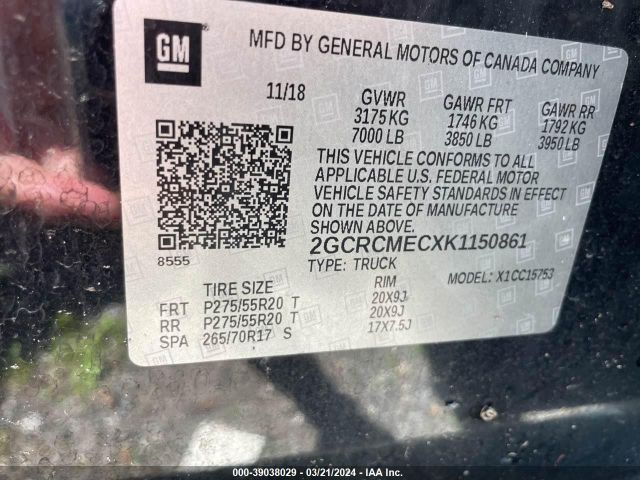 GM
MFD BY GENERAL MOTORS OF CANADA COMPANY
11/18 GVWR GAWR FRT GAWR RR
3175 KG 1746 KG 1792 KG
7000 LB 3850 LB 3950 LB
THIS VEHICLE CONFORMS TO ALL
APPLICABLE U.S. FEDERAL MOTOR
VEHICLE SAFETY STANDARDS IN EFFECT
ON THE DATE OF MANUFACTURE
SHOWN ABOVE.
8555 2GCRCMECXK1150861
TYPE: TRUCK MODEL: X1CC15753
TIRE SIZE RIM
FRT P275/55R20 T 20X9J
RR P275/55R20 T 20X9J
SPA 265/70R17 S 17X7.5J
000-39038029 — 03/21/2024 — IAA Inc.